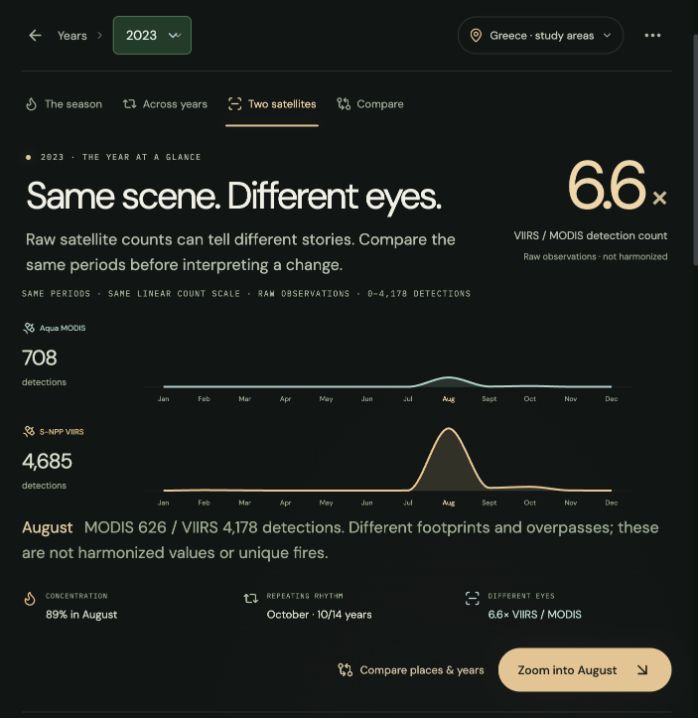 Years
2023
Greece · study areas
The season
Across years
Two satellites
Compare
2023 · THE YEAR AT A GLANCE
Same scene. Different eyes.
Raw satellite counts can tell different stories. Compare the
same periods before interpreting a change.
6.6×
VIIRS / MODIS detection count
Raw observations · not harmonized
SAME PERIODS · SAME LINEAR COUNT SCALE · RAW OBSERVATIONS · 0–4,178 DETECTIONS
Aqua MODIS
708
detections
Jan Feb Mar Apr May Jun Jul Aug Sept Oct Nov Dec
S-NPP VIIRS
4,685
detections
Jan Feb Mar Apr May Jun Jul Aug Sept Oct Nov Dec
August MODIS 626 / VIIRS 4,178 detections. Different footprints and overpasses; these
are not harmonized values or unique fires.
CONCENTRATION
89% in August
REPEATING RHYTHM
October · 10/14 years
DIFFERENT EYES
6.6× VIIRS / MODIS
Compare places & years
Zoom into August